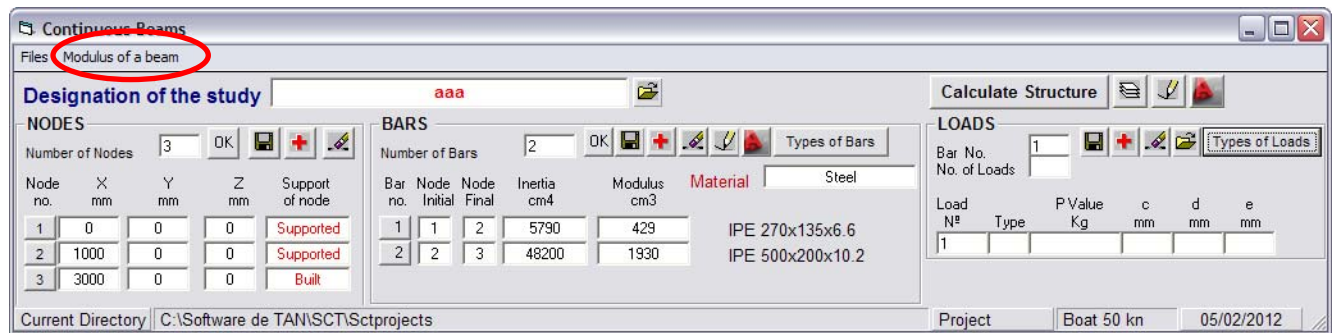 Continuous Beams
Files Modulus of a beam
Designation of the study aaa Calculate Structure
NODES
Number of Nodes 3 OK
Node no. X mm Y mm Z mm Support of node
1 0 0 0 Supported
2 1000 0 0 Supported
3 3000 0 0 Built
BARS
Number of Bars 2 OK Types of Bars
Bar no. Node Initial Node Final Inertia cm4 Modulus cm3 Material Steel
1 1 2 5790 429 IPE 270x135x6.6
2 2 3 48200 1930 IPE 500x200x10.2
LOADS
Bar No. 1 Types of Loads
No. of Loads
Load Nº Type P Value Kg c mm d mm e mm
1
Current Directory C:\Software de TAN\SCT\Sctprojects Project Boat 50 kn 05/02/2012